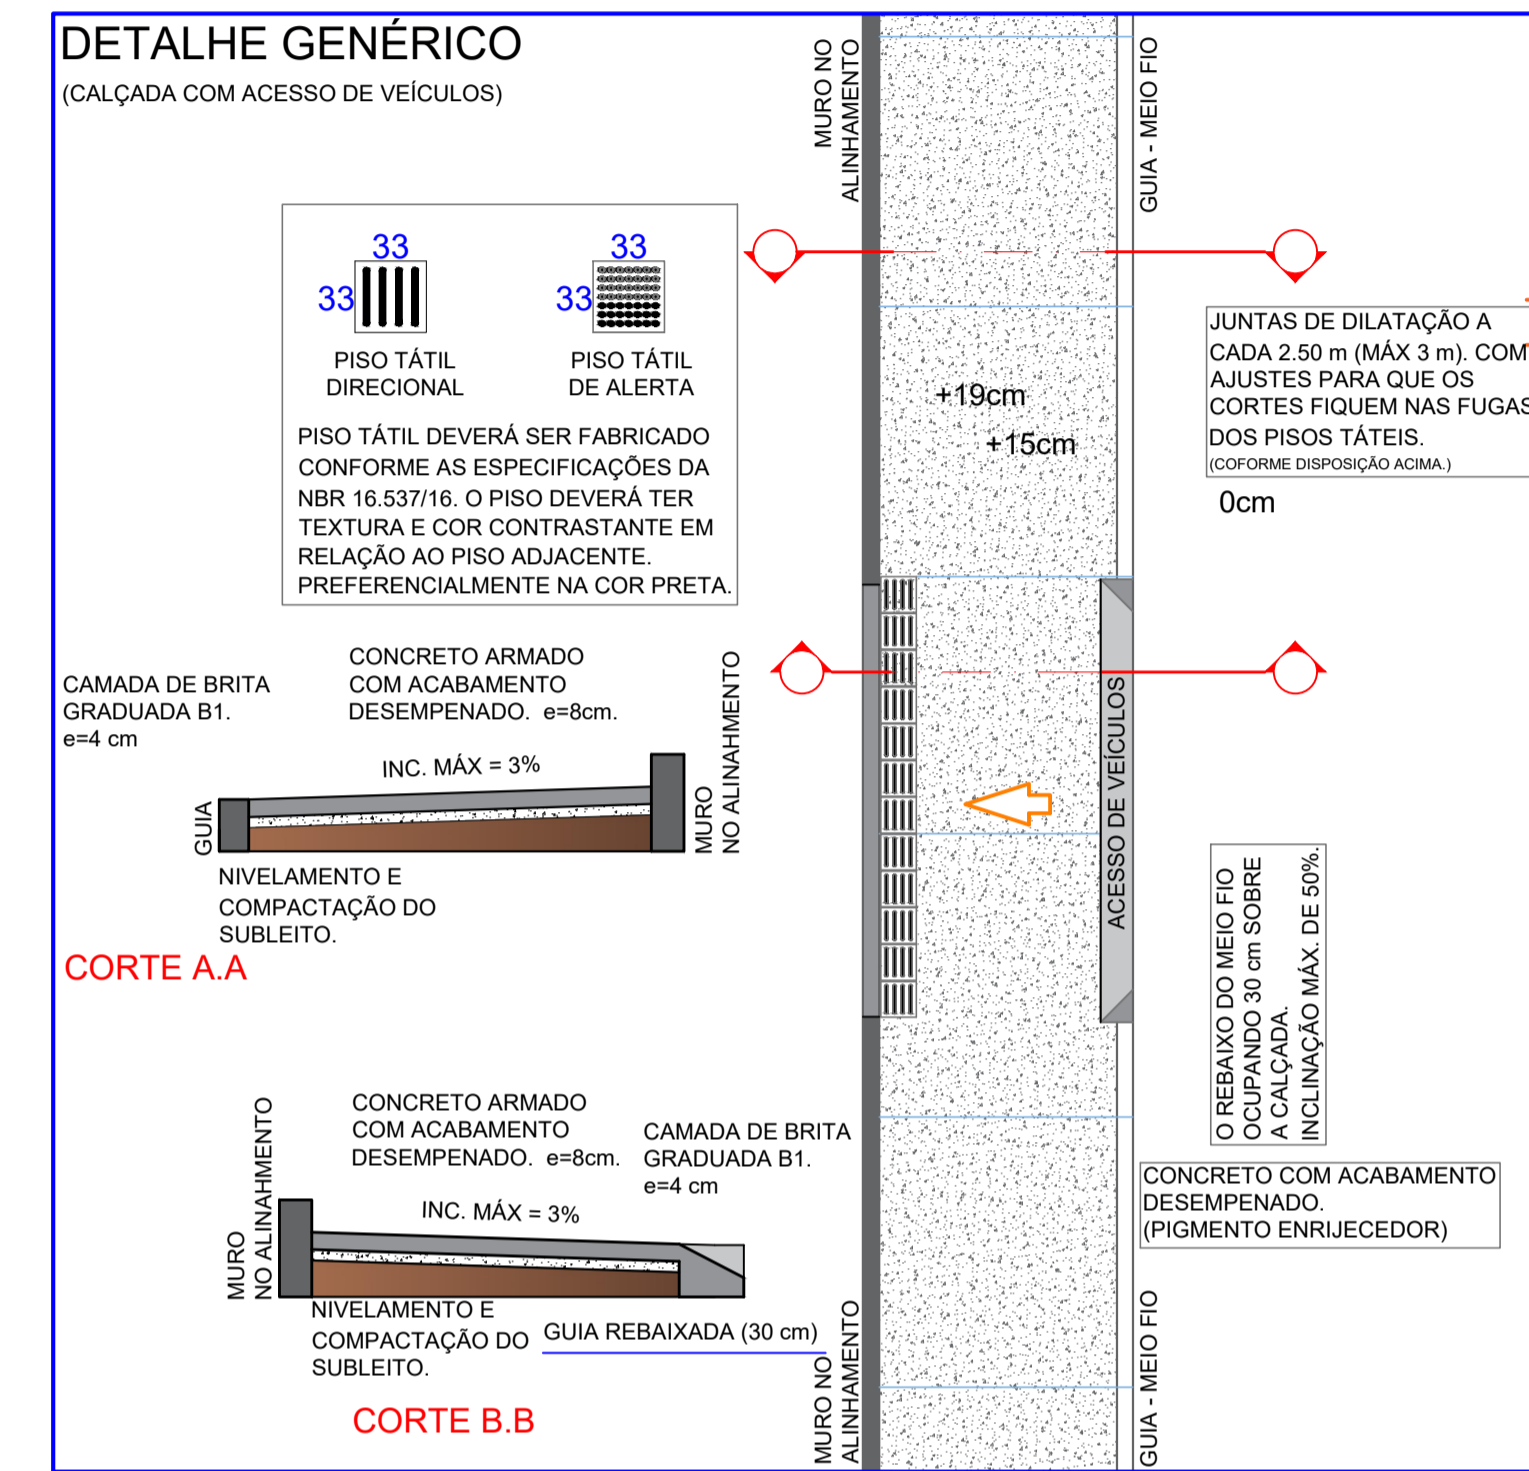 DETALHE GENÉRICO
(CALÇADA COM ACESSO DE VEÍCULOS)
33
33
33
33
PISO TÁTIL
DIRECIONAL
PISO TÁTIL
DE ALERTA
PISO TÁTIL DEVERÁ SER FABRICADO
CONFORME AS ESPECIFICAÇÕES DA
NBR 16.537/16. O PISO DEVERÁ TER
TEXTURA E COR CONTRASTANTE EM
RELAÇÃO AO PISO ADJACENTE.
PREFERENCIALMENTE NA COR PRETA.
CAMADA DE BRITA
GRADUADA B1.
e=4 cm
CONCRETO ARMADO
COM ACABAMENTO
DESEMPENADO. e=8cm.
INC. MÁX = 3%
GUIA
MURO
NO ALINAHMENTO
NIVELAMENTO E
COMPACTAÇÃO DO
SUBLEITO.
CORTE A.A
MURO
NO ALINAHMENTO
CONCRETO ARMADO
COM ACABAMENTO
DESEMPENADO. e=8cm.
CAMADA DE BRITA
GRADUADA B1.
e=4 cm
INC. MÁX = 3%
NIVELAMENTO E
COMPACTAÇÃO DO
SUBLEITO.
GUIA REBAIXADA (30 cm)
CORTE B.B
MURO NO
ALINHAMENTO
GUIA - MEIO FIO
+19cm
+15cm
JUNTAS DE DILATAÇÃO A
CADA 2.50 m (MÁX 3 m). COM
AJUSTES PARA QUE OS
CORTES FIQUEM NAS FUGAS
DOS PISOS TÁTEIS.
(COFORME DISPOSIÇÃO ACIMA.)
0cm
ACESSO DE VEÍCULOS
O REBAIXO DO MEIO FIO
OCUPANDO 30 cm SOBRE
A CALÇADA.
INCLINAÇÃO MÁX. DE 50%.
CONCRETO COM ACABAMENTO
DESEMPENADO.
(PIGMENTO ENRIJECEDOR)
MURO NO
ALINHAMENTO
GUIA - MEIO FIO